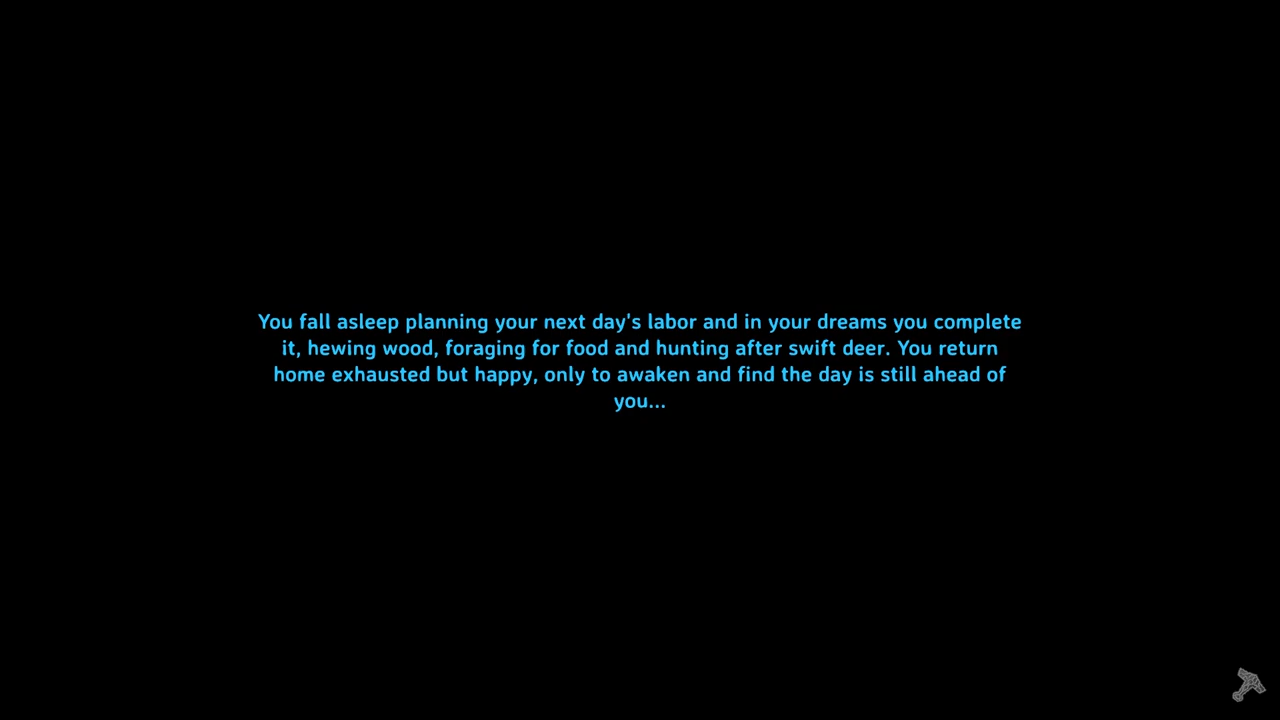 You fall asleep planning your next day's labor and in your dreams you complete
it, hewing wood, foraging for food and hunting after swift deer. You return
home exhausted but happy, only to awaken and find the day is still ahead of
you...